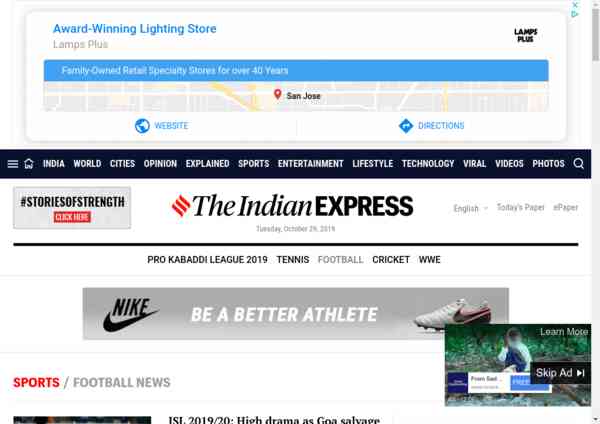 Award-Winning Lighting Store
Lamps Plus
LAMPS
PLUS
Family-Owned Retail Specialty Stores for over 40 Years
San Jose
WEBSITE
DIRECTIONS
INDIA WORLD CITIES OPINION EXPLAINED SPORTS ENTERTAINMENT LIFESTYLE TECHNOLOGY VIRAL VIDEOS PHOTOS
#STORIESOFSTRENGTH
CLICK HERE
The Indian EXPRESS
Tuesday, October 29, 2019
English Today's Paper ePaper
PRO KABADDI LEAGUE 2019 TENNIS FOOTBALL CRICKET WWE
NIKE
BE A BETTER ATHLETE
Learn More
Skip Ad
From Sad ...
FREE
SPORTS / FOOTBALL NEWS
ISL 2019/20: High drama as Goa salvage